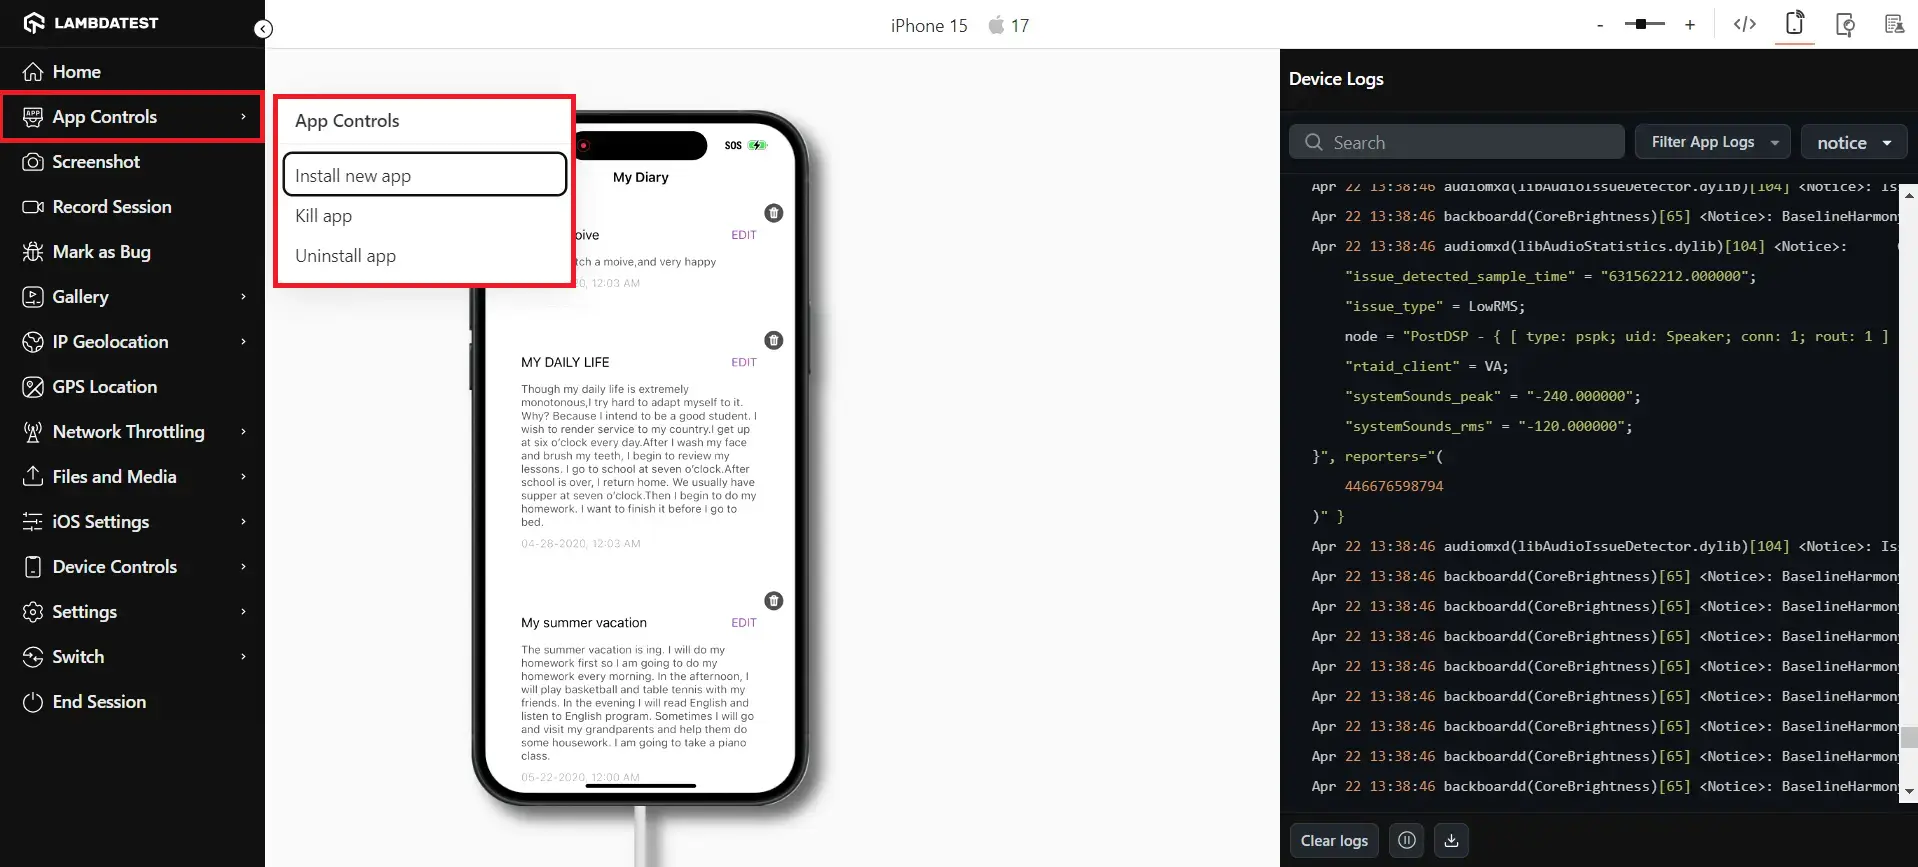 LAMBDATEST
iPhone 15 17
- +
Home
App Controls
Screenshot
Record Session
Mark as Bug
Gallery
IP Geolocation
GPS Location
Network Throttling
Files and Media
iOS Settings
Device Controls
Settings
Switch
End Session
App Controls
Install new app
Kill app
Uninstall app
SOS
My Diary
oive EDIT
tch a moive,and very happy
0, 12:03 AM
MY DAILY LIFE EDIT
Though my daily life is extremely
monotonous,I try hard to adapt myself to it.
Why? Because I intend to be a good student. I
wish to render service to my country.I get up
at six o'clock every day.After I wash my face
and brush my teeth, I begin to review my
lessons. I go to school at seven o'clock.After
school is over, I return home. We usually have
supper at seven o'clock.Then I begin to do my
homework. I want to finish it before I go to
bed.
04-28-2020, 12:03 AM
My summer vacation EDIT
The summer vacation is ing. I will do my
homework first so I am going to do my
homework every morning. In the afternoon, I
will play basketball and table tennis with my
friends. In the evening I will read English and
listen to English program. Sometimes I will go
and visit my grandparents and help them do
some housework. I am going to take a piano
class.
05-22-2020, 12:00 AM
Device Logs
Search
Filter App Logs
notice
Apr 22 13:38:46 audiomxd(libAudioIssueDetector.dylib)[104] <Notice>: Is
Apr 22 13:38:46 backboardd(CoreBrightness)[65] <Notice>: BaselineHarmon
Apr 22 13:38:46 audiomxd(libAudioStatistics.dylib)[104] <Notice>:
"issue_detected_sample_time" = "631562212.000000";
"issue_type" = LowRMS;
node = "PostDSP - { [ type: pspk; uid: Speaker; conn: 1; rout: 1 ]
"rtaid_client" = VA;
"systemSounds_peak" = "-240.000000";
"systemSounds_rms" = "-120.000000";
}", reporters="(
446676598794
)" }
Apr 22 13:38:46 audiomxd(libAudioIssueDetector.dylib)[104] <Notice>: Is
Apr 22 13:38:46 backboardd(CoreBrightness)[65] <Notice>: BaselineHarmon
Apr 22 13:38:46 backboardd(CoreBrightness)[65] <Notice>: BaselineHarmon
Apr 22 13:38:46 backboardd(CoreBrightness)[65] <Notice>: BaselineHarmon
Apr 22 13:38:46 backboardd(CoreBrightness)[65] <Notice>: BaselineHarmon
Apr 22 13:38:46 backboardd(CoreBrightness)[65] <Notice>: BaselineHarmon
Apr 22 13:38:46 backboardd(CoreBrightness)[65] <Notice>: BaselineHarmon
Apr 22 13:38:46 backboardd(CoreBrightness)[65] <Notice>: BaselineHarmon
Apr 22 13:38:46 backboardd(CoreBrightness)[65] <Notice>: BaselineHarmon
Clear logs